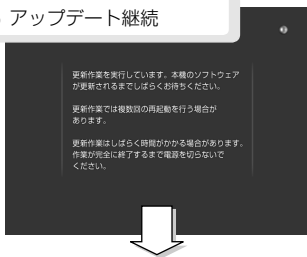 アップデート継続
更新作業を実行しています。本機のソフトウェア
が更新されるまでしばらくお待ちください。
更新作業では複数回の再起動を行う場合が
あります。
更新作業はしばらく時間がかかる場合があります。
作業が完全に終了するまで電源を切らないで
ください。